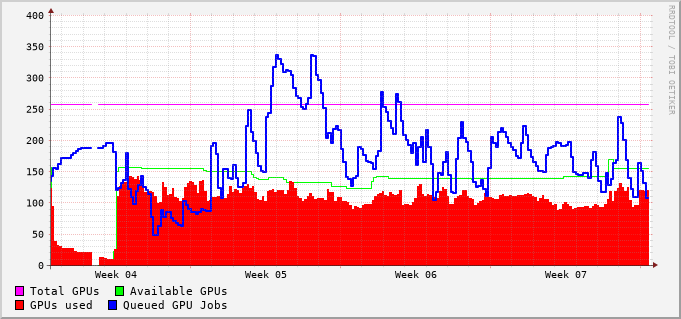 RRDTOOL / TOBI OETIKER
400
350
300
250
200
150
100
50
0
Week 04 Week 05 Week 06 Week 07
Total GPUs Available GPUs
GPUs used Queued GPU Jobs